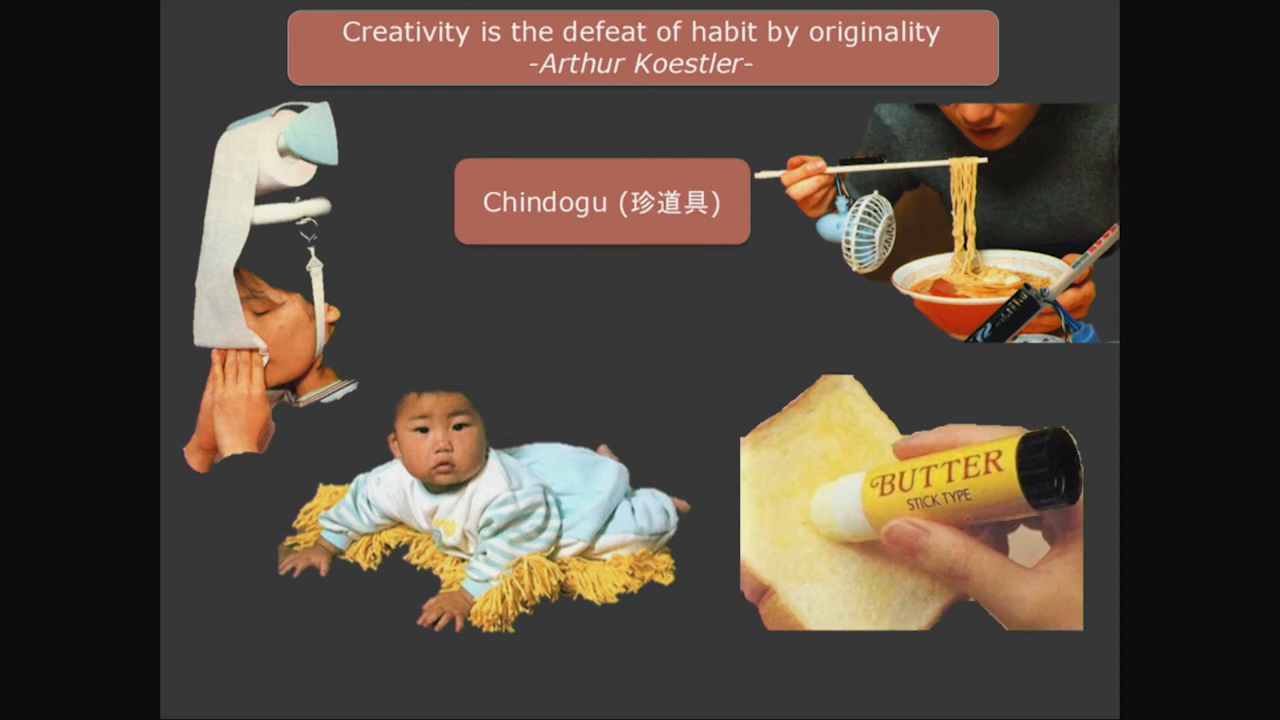 Creativity is the defeat of habit by originality
-Arthur Koestler-
Chindogu (珍道具)
BUTTER
STICK TYPE